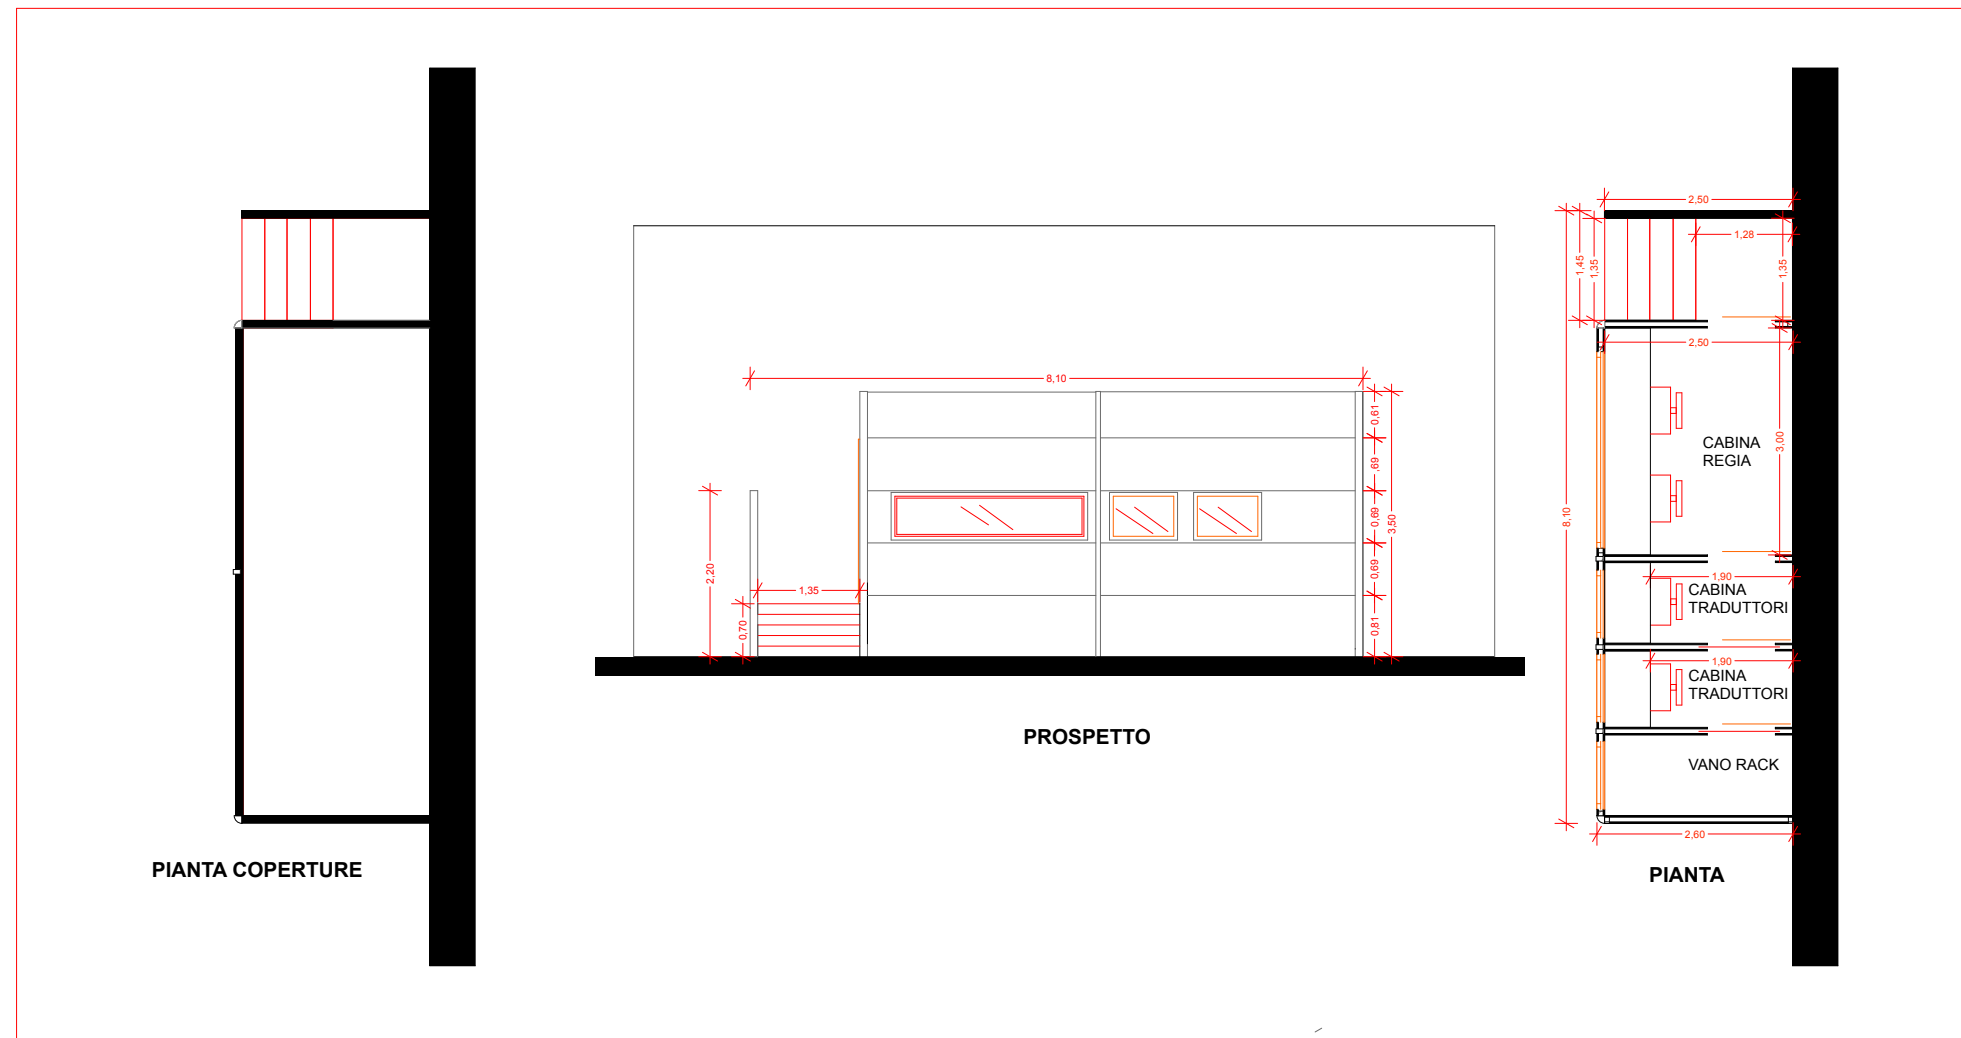 2,50
1,28
1,45
1,35
1,35
2,50
8,10
8,10
0,61
,69
CABINA
REGIA
3,00
0,69
3,50
2,20
0,69
1,35
0,70
0,81
1,90
CABINA
TRADUTTORI
1,90
CABINA
TRADUTTORI
PROSPETTO
VANO RACK
2,60
PIANTA COPERTURE
PIANTA